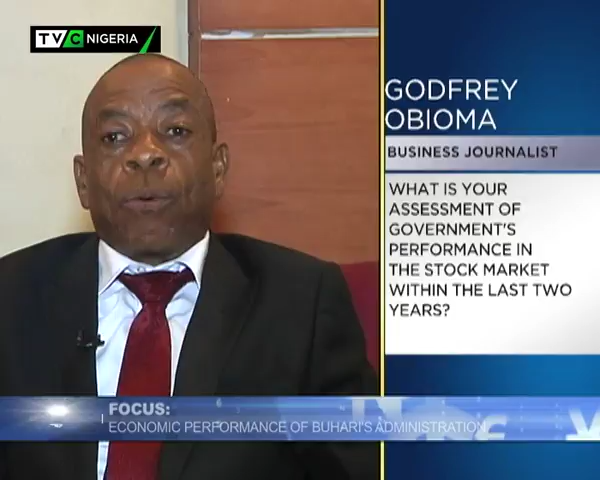 TVC NIGERIA
GODFREY
OBIOMA
BUSINESS JOURNALIST
WHAT IS YOUR
ASSESSMENT OF
GOVERNMENT'S
PERFORMANCE IN
THE STOCK MARKET
WITHIN THE LAST TWO
YEARS?
FOCUS:
ECONOMIC PERFORMANCE OF BUHARI'S ADMINISTRATION